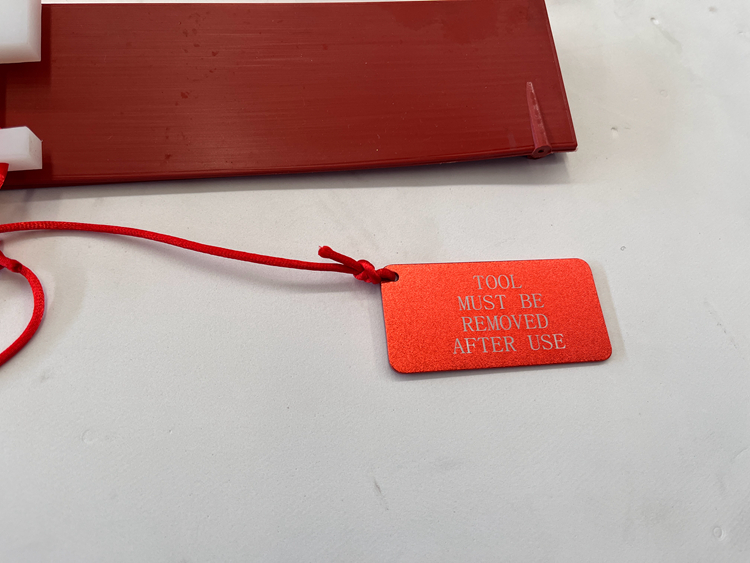 TOOL
MUST BE
REMOVED
AFTER USE